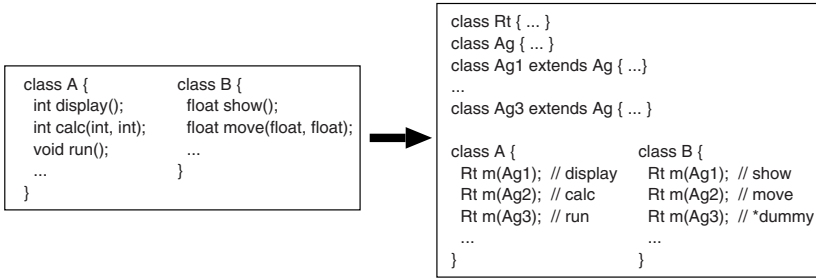 class A {
int display();
int calc(int, int);
void run();
...
}
class B {
float show();
float move(float, float);
...
}
class Rt { ... }
class Ag { ... }
class Ag1 extends Ag { ...}
...
class Ag3 extends Ag { ... }
class A {
Rt m(Ag1); // display
Rt m(Ag2); // calc
Rt m(Ag3); // run
...
}
class B {
Rt m(Ag1); // show
Rt m(Ag2); // move
Rt m(Ag3); // *dummy
...
}